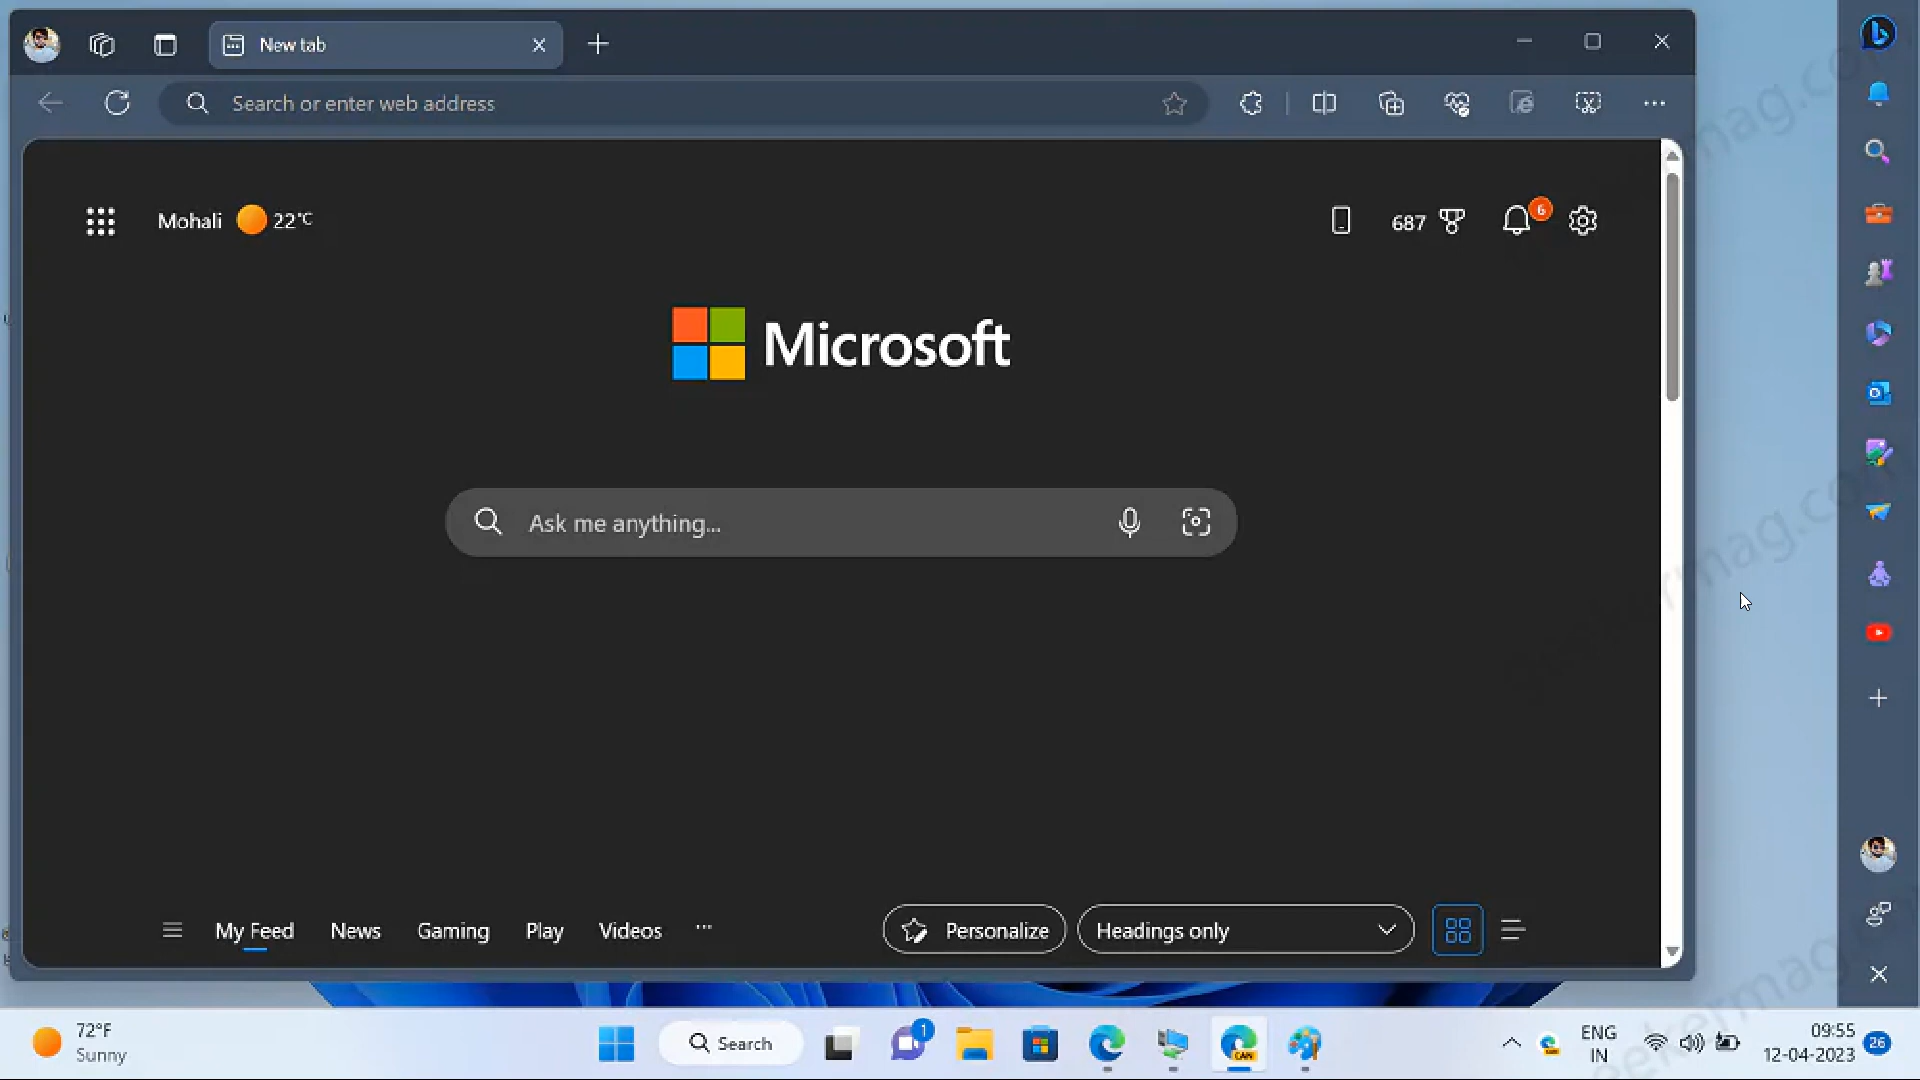 New tab
Search or enter web address
Mohali 22°C
687
6
Microsoft
Ask me anything...
My Feed News Gaming Play Videos ...
Personalize
Headings only
72°F
Sunny
Search
1
CAN
ENG
IN
09:55
12-04-2023
26